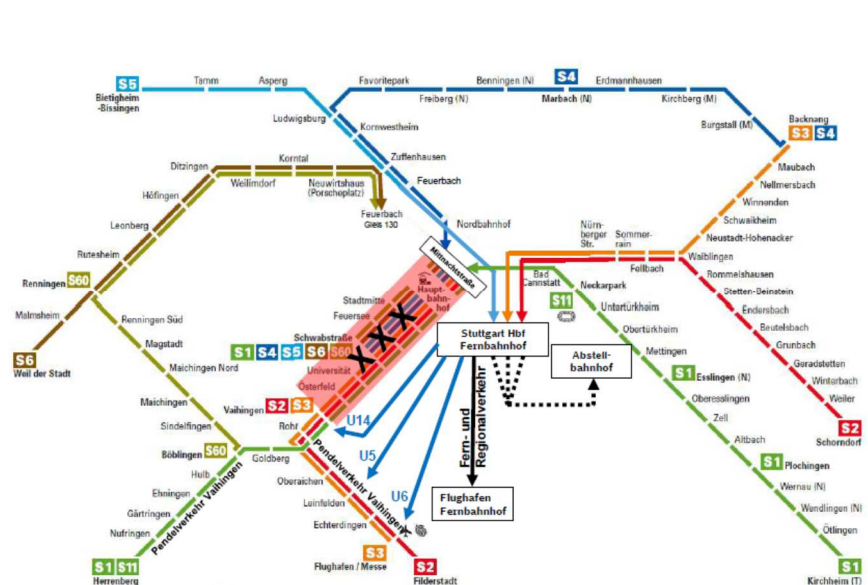 S5
Bietigheim
-Bissingen
Tamm
Asperg
Ludwigsburg
Favoritepark
Freiberg (N)
Benningen (N)
S4
Marbach (N)
Erdmannhausen
Kirchberg (M)
Burgstall (M)
Backnang
S3 S4
Kornwestheim
Zuffenhausen
Feuerbach
Nordbahnhof
Maubach
Nellmersbach
Winnenden
Schwaikheim
Neustadt-Hohenacker
Waiblingen
Ditzingen
Korntal
Weilimdorf
Neuwirtshaus
(Porscheplatz)
Feuerbach
Gleis 130
Höfingen
Leonberg
Rutesheim
Renningen S60
Malmsheim
S6
Weil der Stadt
Renningen Süd
Magstadt
Maichingen Nord
Maichingen
Sindelfingen
Böblingen S60
Nürn-
berger
Str.
Sommer-
rain
Fellbach
Rommelshausen
Stetten-Beinstein
Endersbach
Beutelsbach
Grunbach
Geradstetten
Winterbach
Weiler
S2
Schorndorf
Mittnachtstraße
Haupt-
bahn-
hof
Stadtmitte
Feuersee
Schwabstraße
S1 S4 S5 S6 S60
XXX
Universität
Österfeld
Vaihingen S2 S3
Rohr
Bad
Cannstatt
S11
Neckarpark
Untertürkheim
Obertürkheim
Mettingen
S1 Esslingen (N)
Oberesslingen
Zell
Altbach
S1 Plochingen
Wernau (N)
Wendlingen (N)
Ötlingen
S1
Kirchheim (T)
Stuttgart Hbf
Fernbahnhof
Abstell-
bahnhof
Fern- und
Regionalverkehr
Flughafen
Fernbahnhof
U14
U5
U6
Goldberg
Hulb
Ehningen
Gärtringen
Nufringen
S1 S11
Herrenberg
Pendelverkehr Vaihingen
Pendelverkehr Vaihingen
Oberaichen
Leinfelden
Echterdingen
S3
Flughafen / Messe
S2
Filderstadt